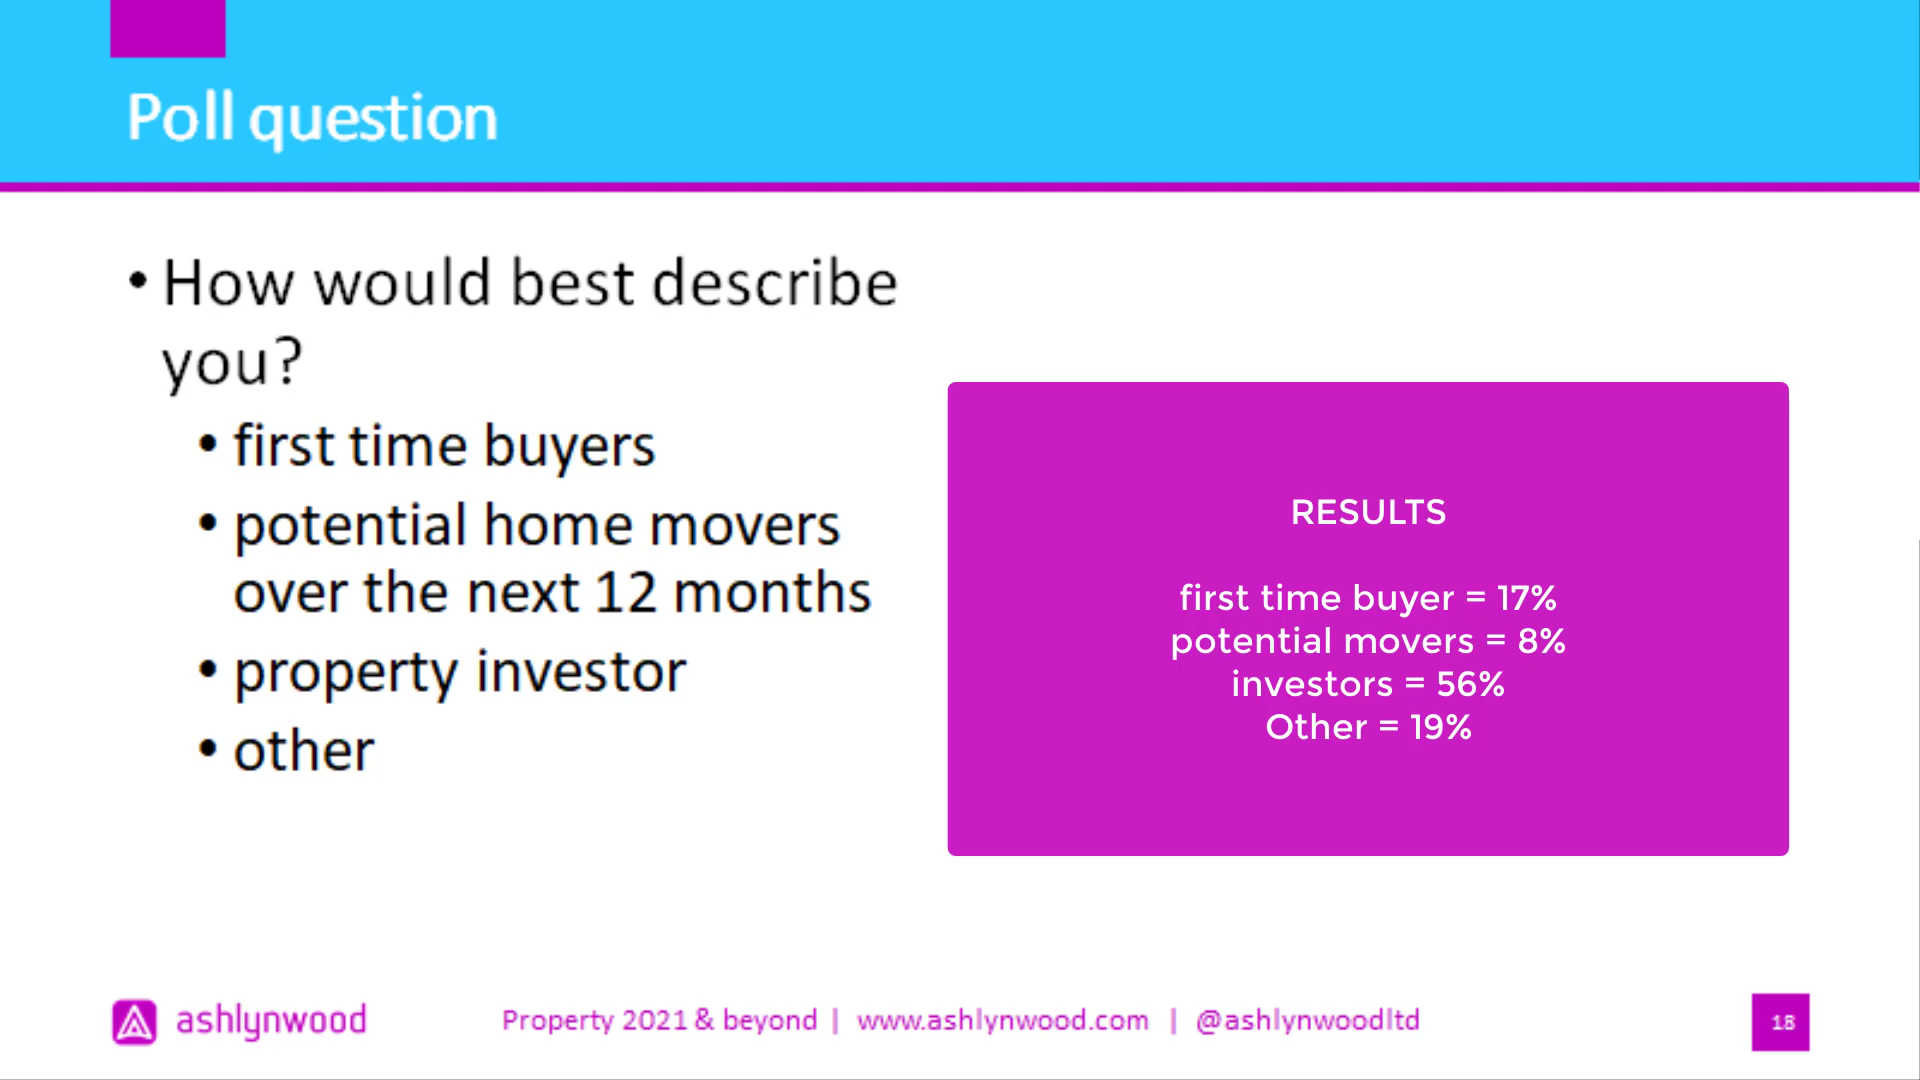 Poll question
• How would best describe
you?
• first time buyers
• potential home movers
over the next 12 months
• property investor
• other
RESULTS
first time buyer = 17%
potential movers = 8%
investors = 56%
Other = 19%
ashlynwood
Property 2021 & beyond | www.ashlynwood.com | @ashlynwoodltd
18